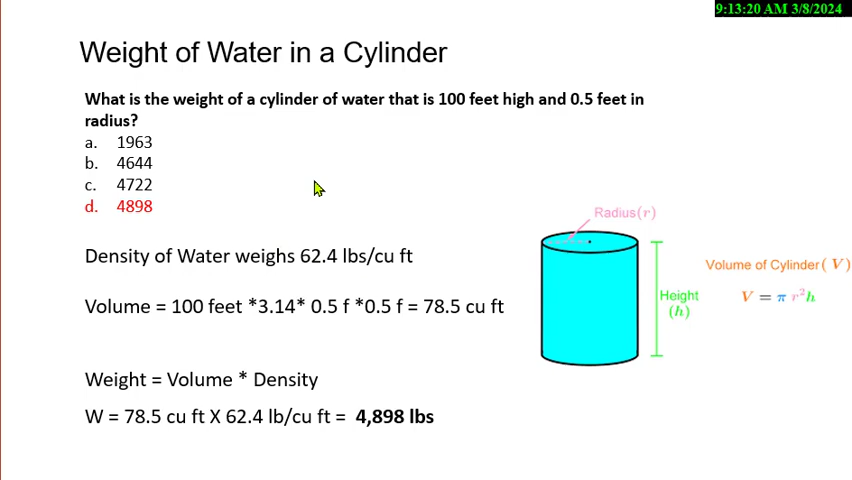 9:13:20 AM 3/8/2024
Weight of Water in a Cylinder
What is the weight of a cylinder of water that is 100 feet high and 0.5 feet in
radius?
a. 1963
b. 4644
c. 4722
d. 4898
Density of Water weighs 62.4 lbs/cu ft
Volume = 100 feet *3.14* 0.5 f *0.5 f = 78.5 cu ft
Weight = Volume * Density
W = 78.5 cu ft X 62.4 lb/cu ft = 4,898 lbs
Radius(r)
Height
(h)
Volume of Cylinder( V)
V = π r²h